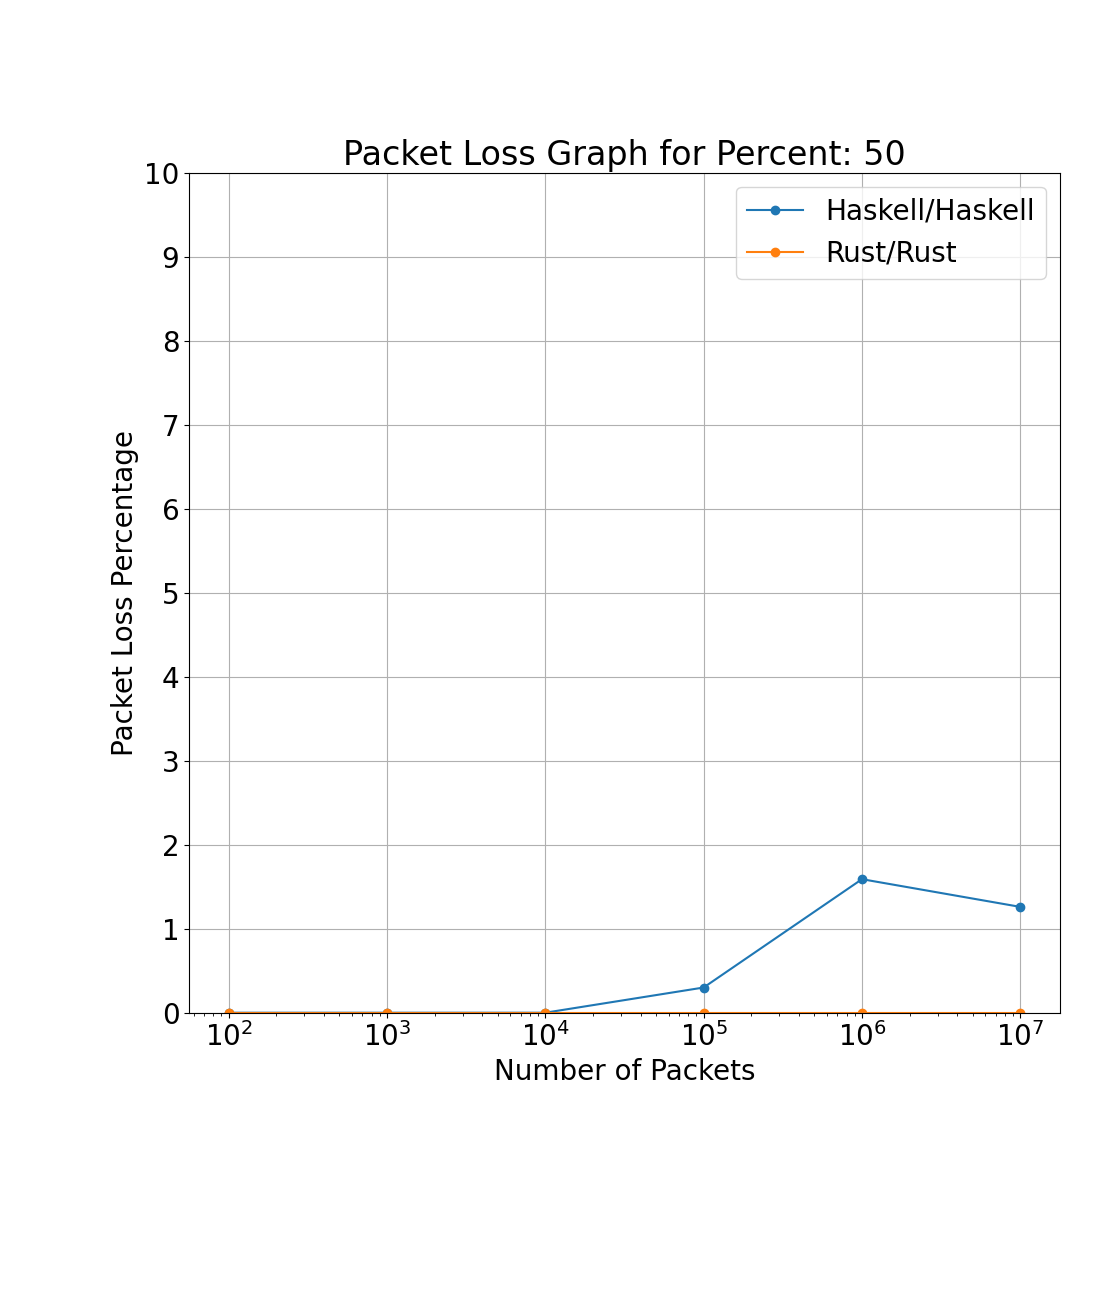 Packet Loss Graph for Percent: 50
10
9
8
7
6
5
4
3
2
1
0
Packet Loss Percentage
Haskell/Haskell
Rust/Rust
10² 10³ 10⁴ 10⁵ 10⁶ 10⁷
Number of Packets